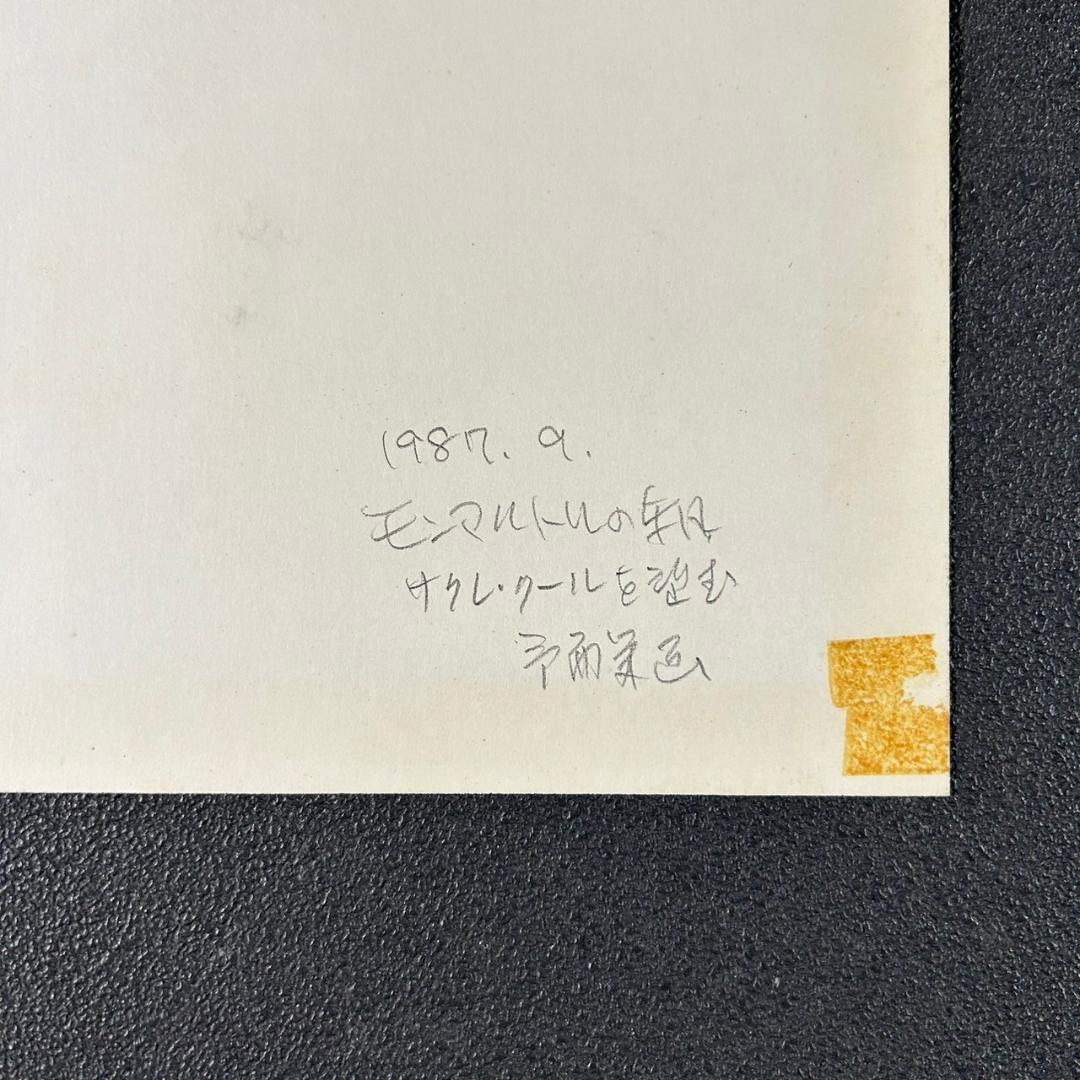 1987. 9.
モンマルトルの朝
サクレ・クールを望む
画